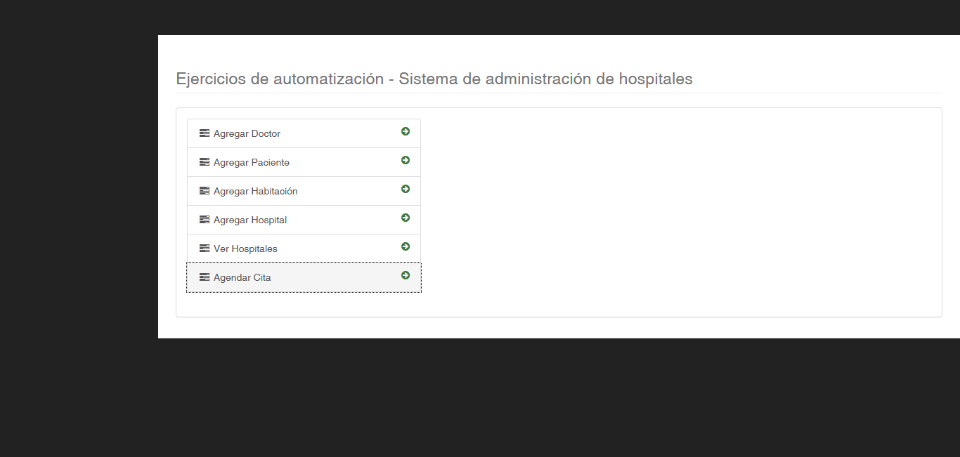 Ejercicios de automatización - Sistema de administración de hospitales
Agregar Doctor
Agregar Paciente
Agregar Habitación
Agregar Hospital
Ver Hospitales
Agendar Cita